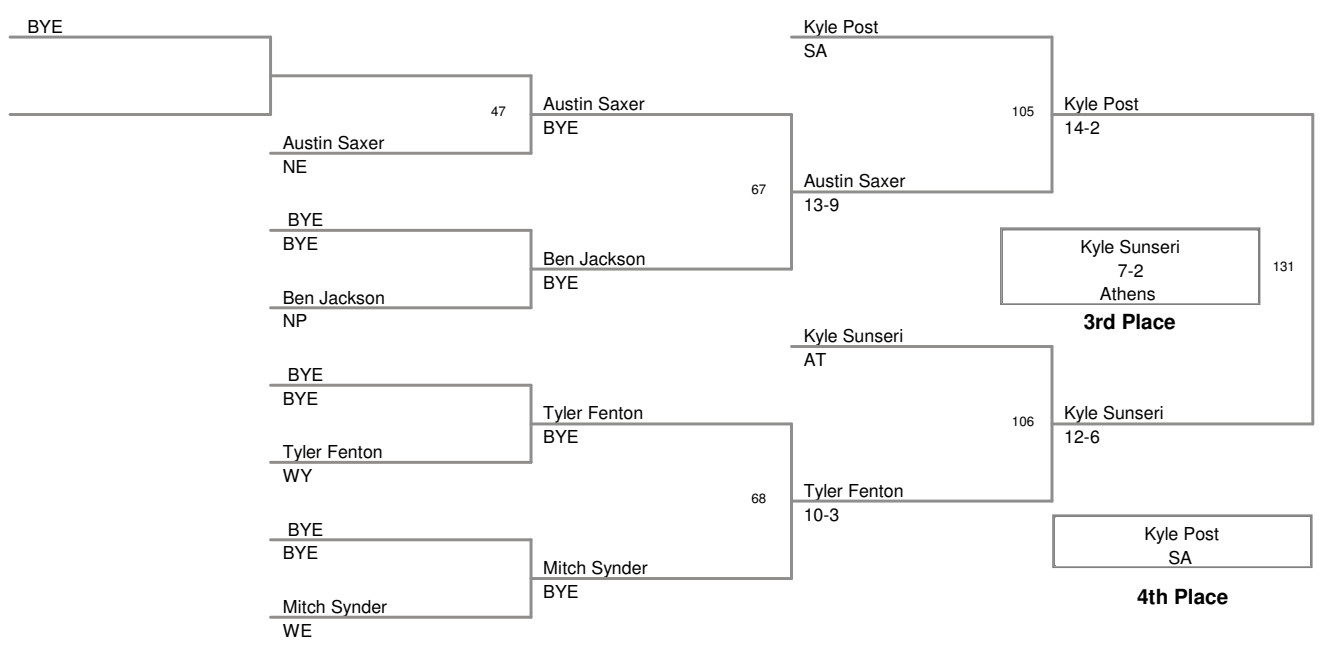 BYE
47
Austin Saxer
NE
BYE
BYE
Ben Jackson
NP
BYE
BYE
Tyler Fenton
WY
BYE
BYE
Mitch Synder
WE
Austin Saxer
BYE
67
Ben Jackson
BYE
Tyler Fenton
BYE
68
Mitch Synder
BYE
Kyle Post
SA
105
Austin Saxer
13-9
Kyle Sunseri
AT
106
Tyler Fenton
10-3
Kyle Post
14-2
Kyle Sunseri
7-2
Athens
131
3rd Place
Kyle Sunseri
12-6
Kyle Post
SA
4th Place